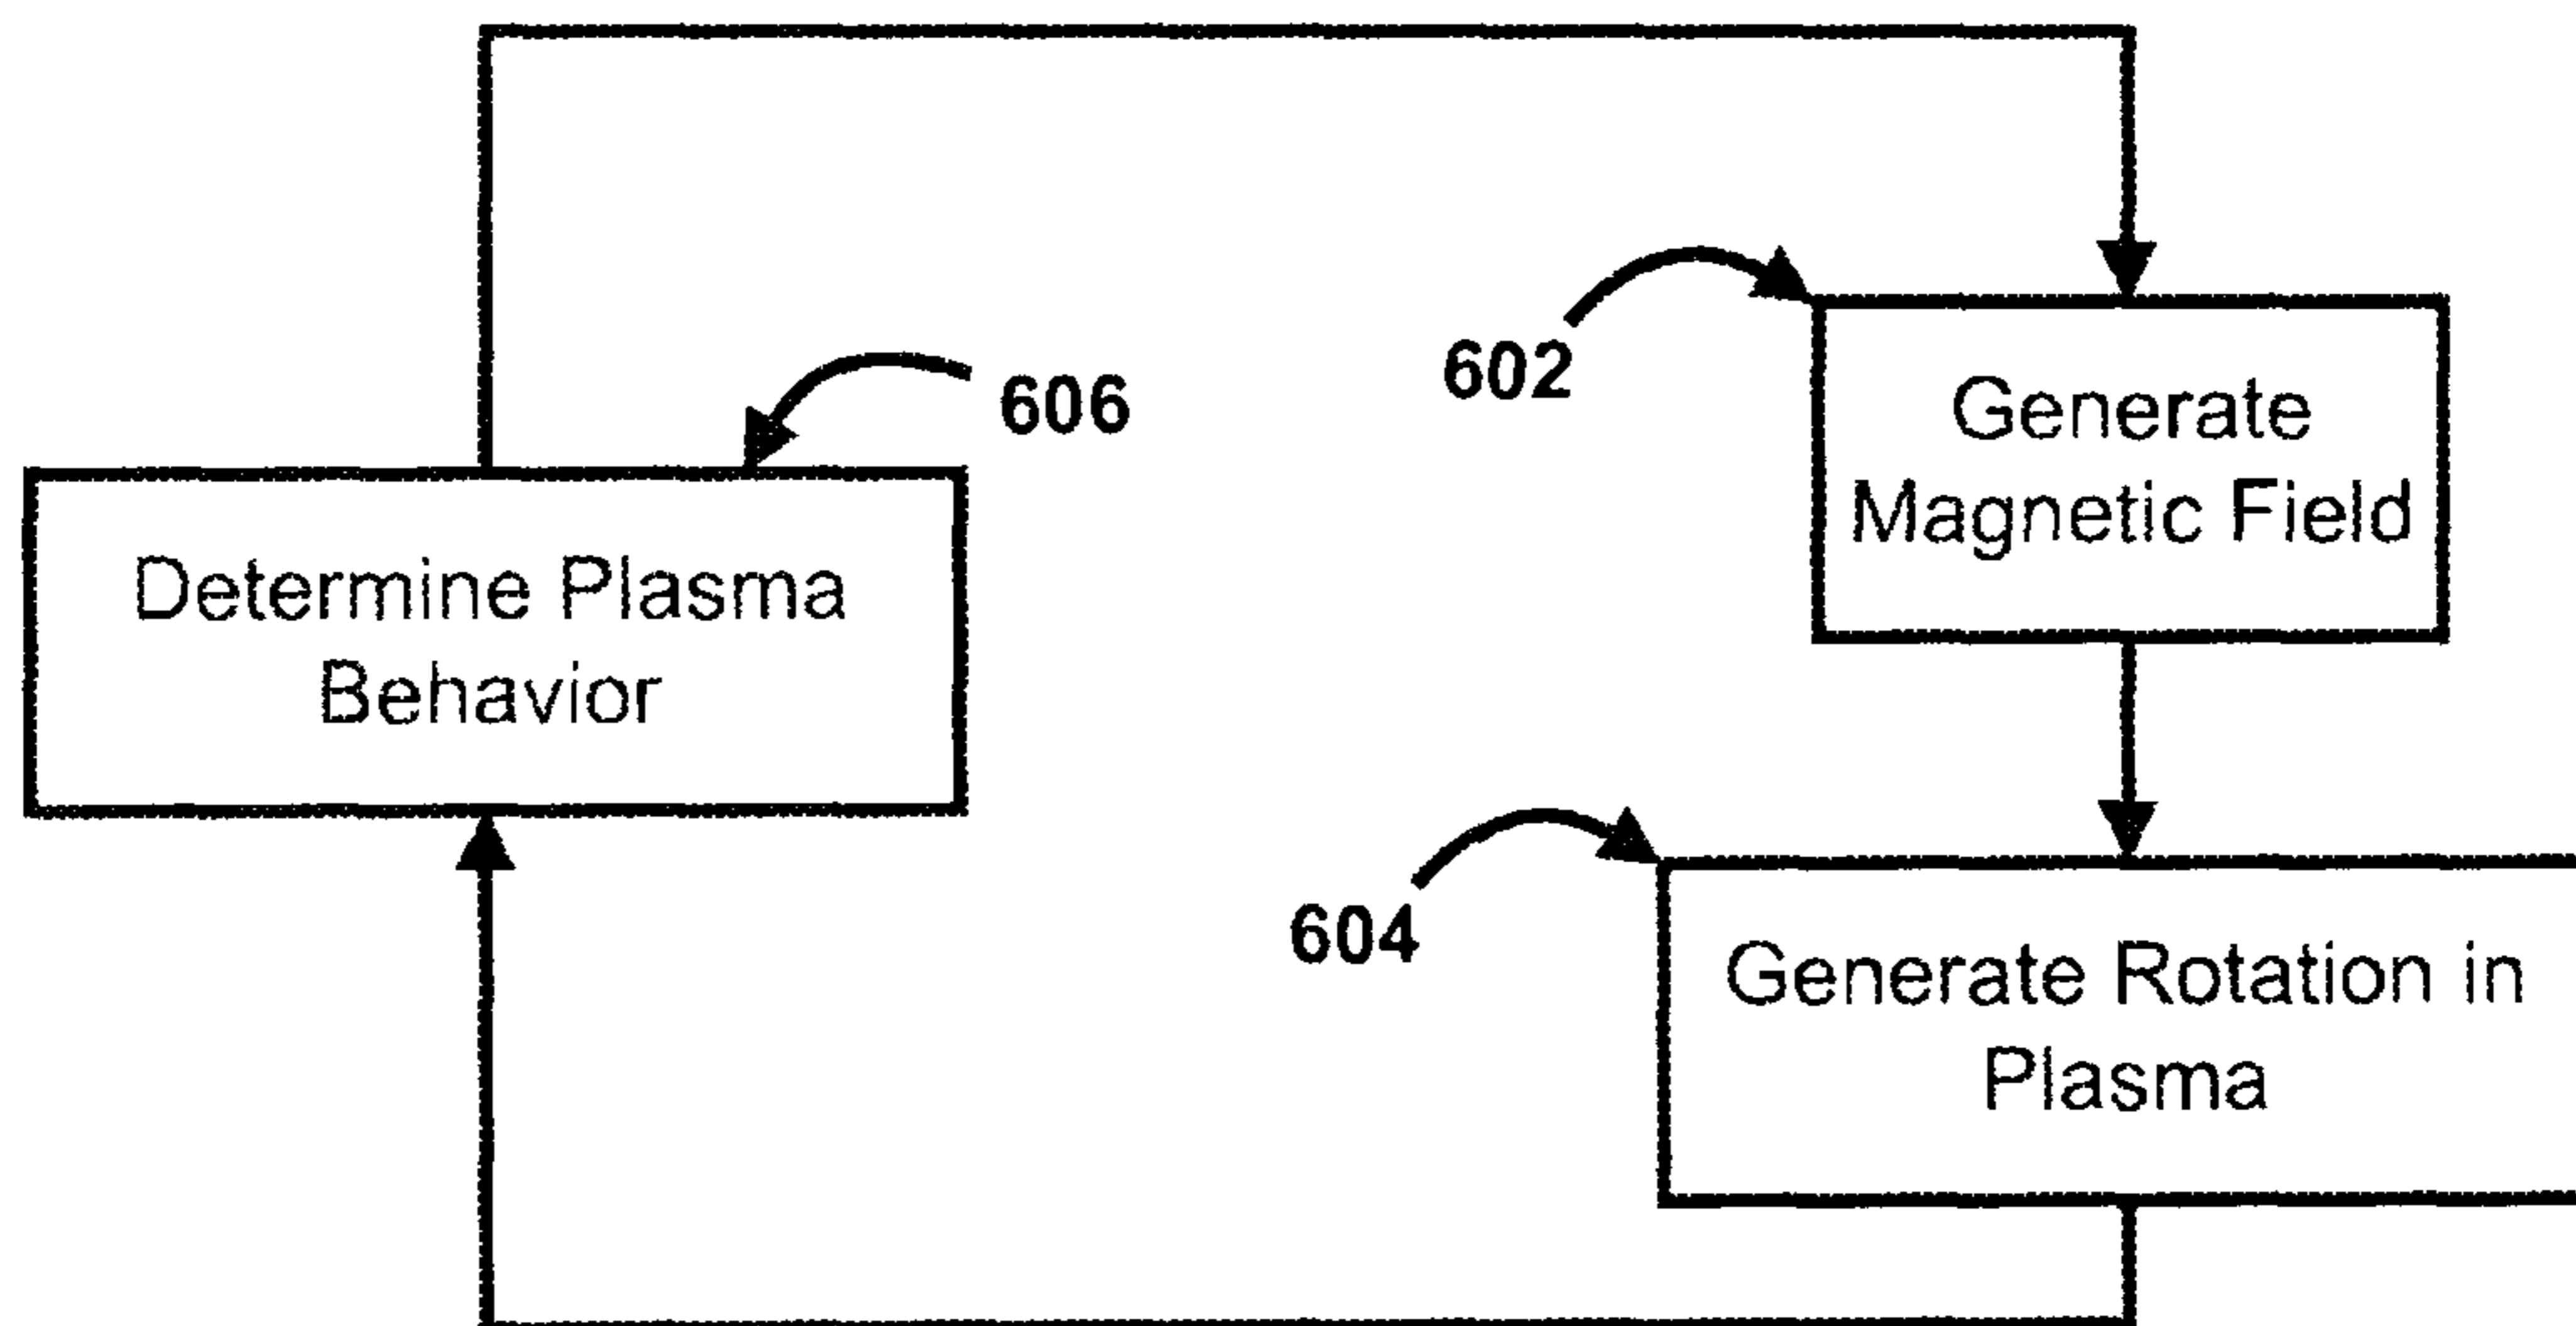 602
Generate
Magnetic Field
606
Determine Plasma
Behavior
604
Generate Rotation in
Plasma